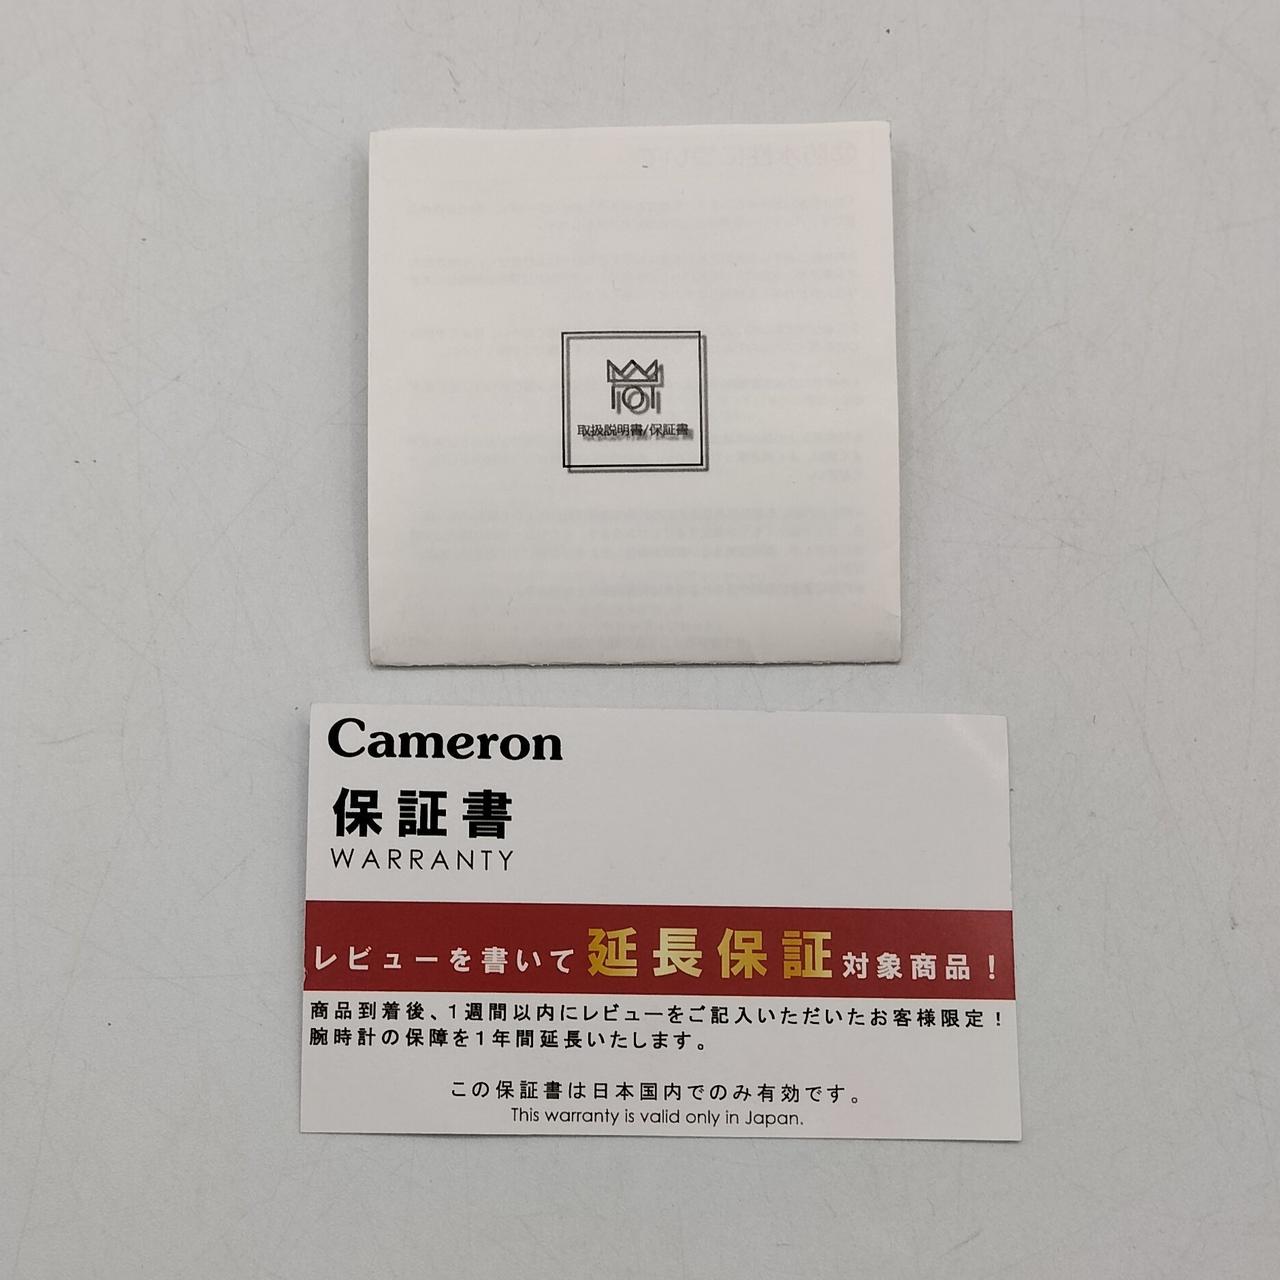 取扱説明書/保証書
Cameron
保証書
WARRANTY
レビューを書いて延長保証対象商品！
商品到着後、1週間以内にレビューをご記入いただいたお客様限定！
腕時計の保障を1年間延長いたします。
この保証書は日本国内でのみ有効です。
This warranty is valid only in Japan.